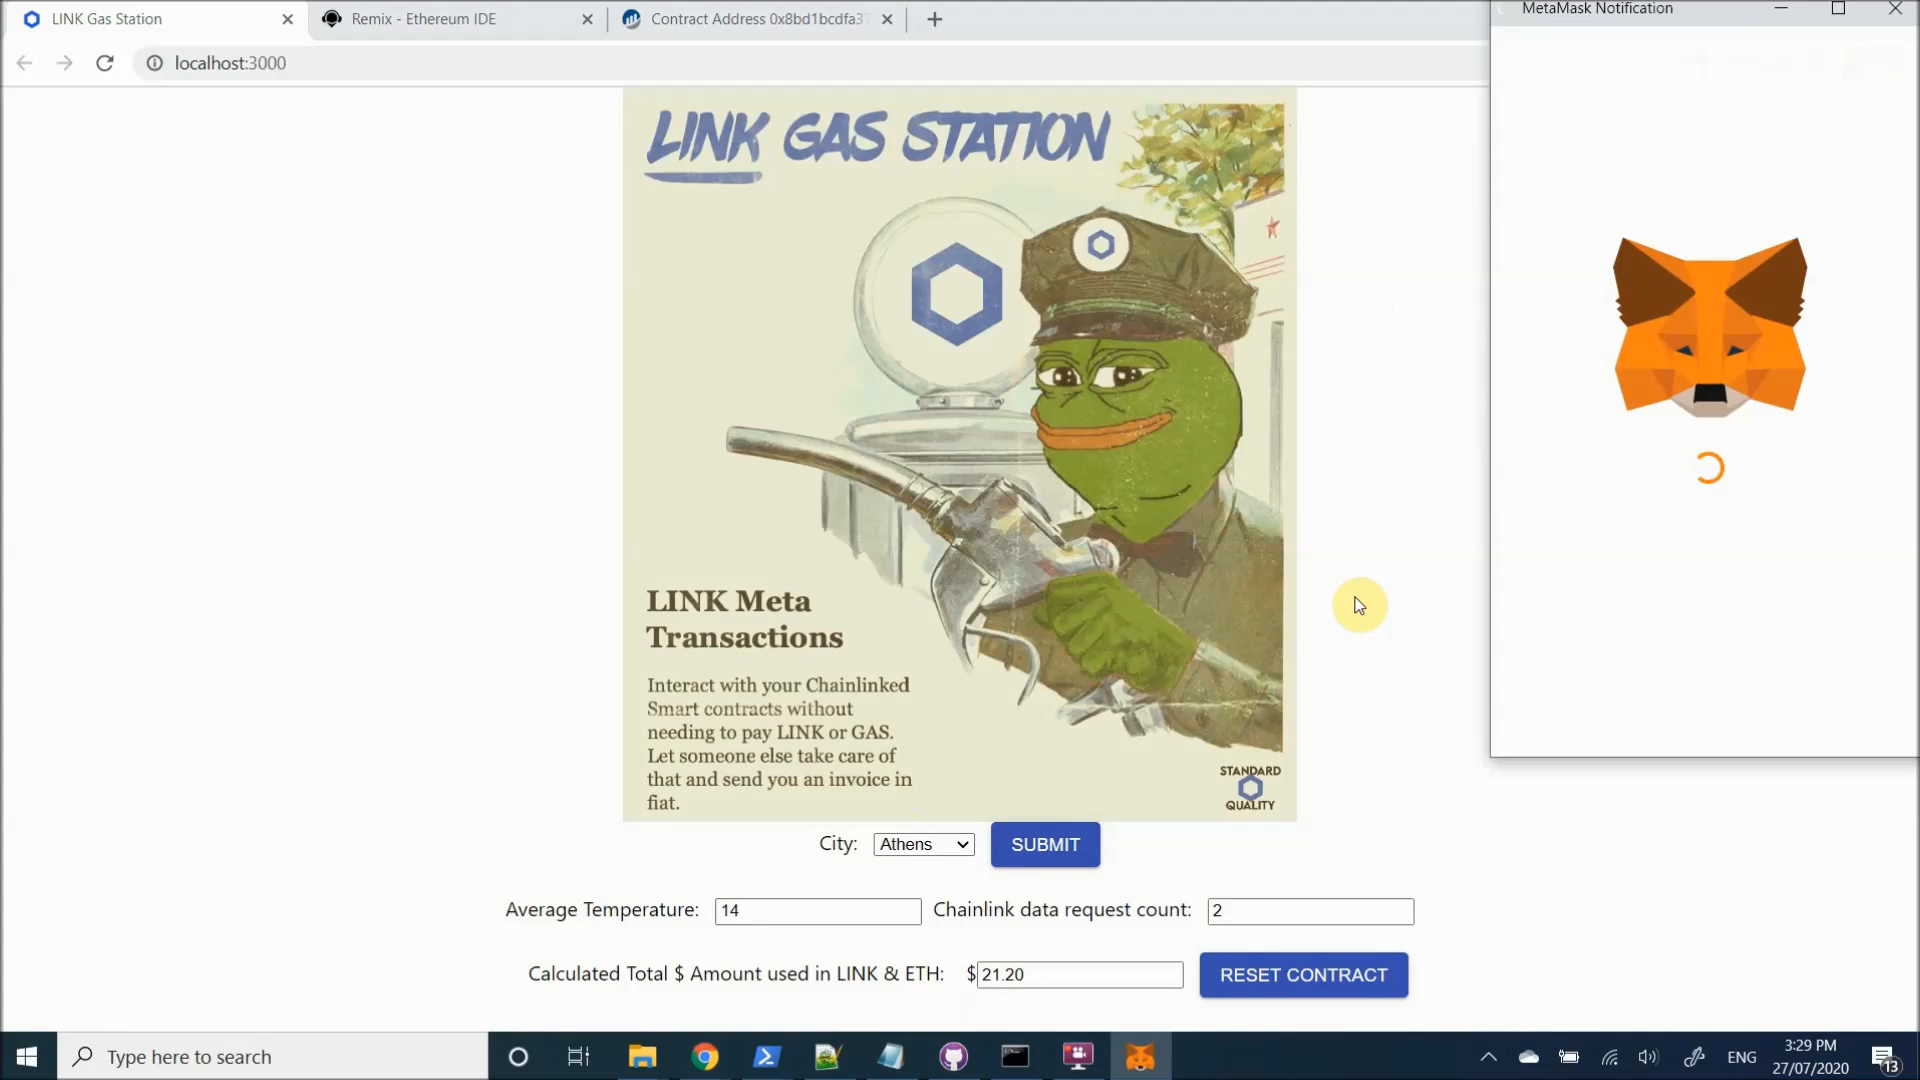 LINK Gas Station
Remix - Ethereum IDE
Contract Address 0x8bd1bcdfa37
MetaMask Notification
localhost:3000
LINK GAS STATION
LINK Meta
Transactions
Interact with your Chainlinked
Smart contracts without
needing to pay LINK or GAS.
Let someone else take care of
that and send you an invoice in
fiat.
STANDARD
QUALITY
City: Athens SUBMIT
Average Temperature: 14 Chainlink data request count: 2
Calculated Total $ Amount used in LINK & ETH: $ 21.20 RESET CONTRACT
Type here to search
ENG
3:29 PM
27/07/2020
13